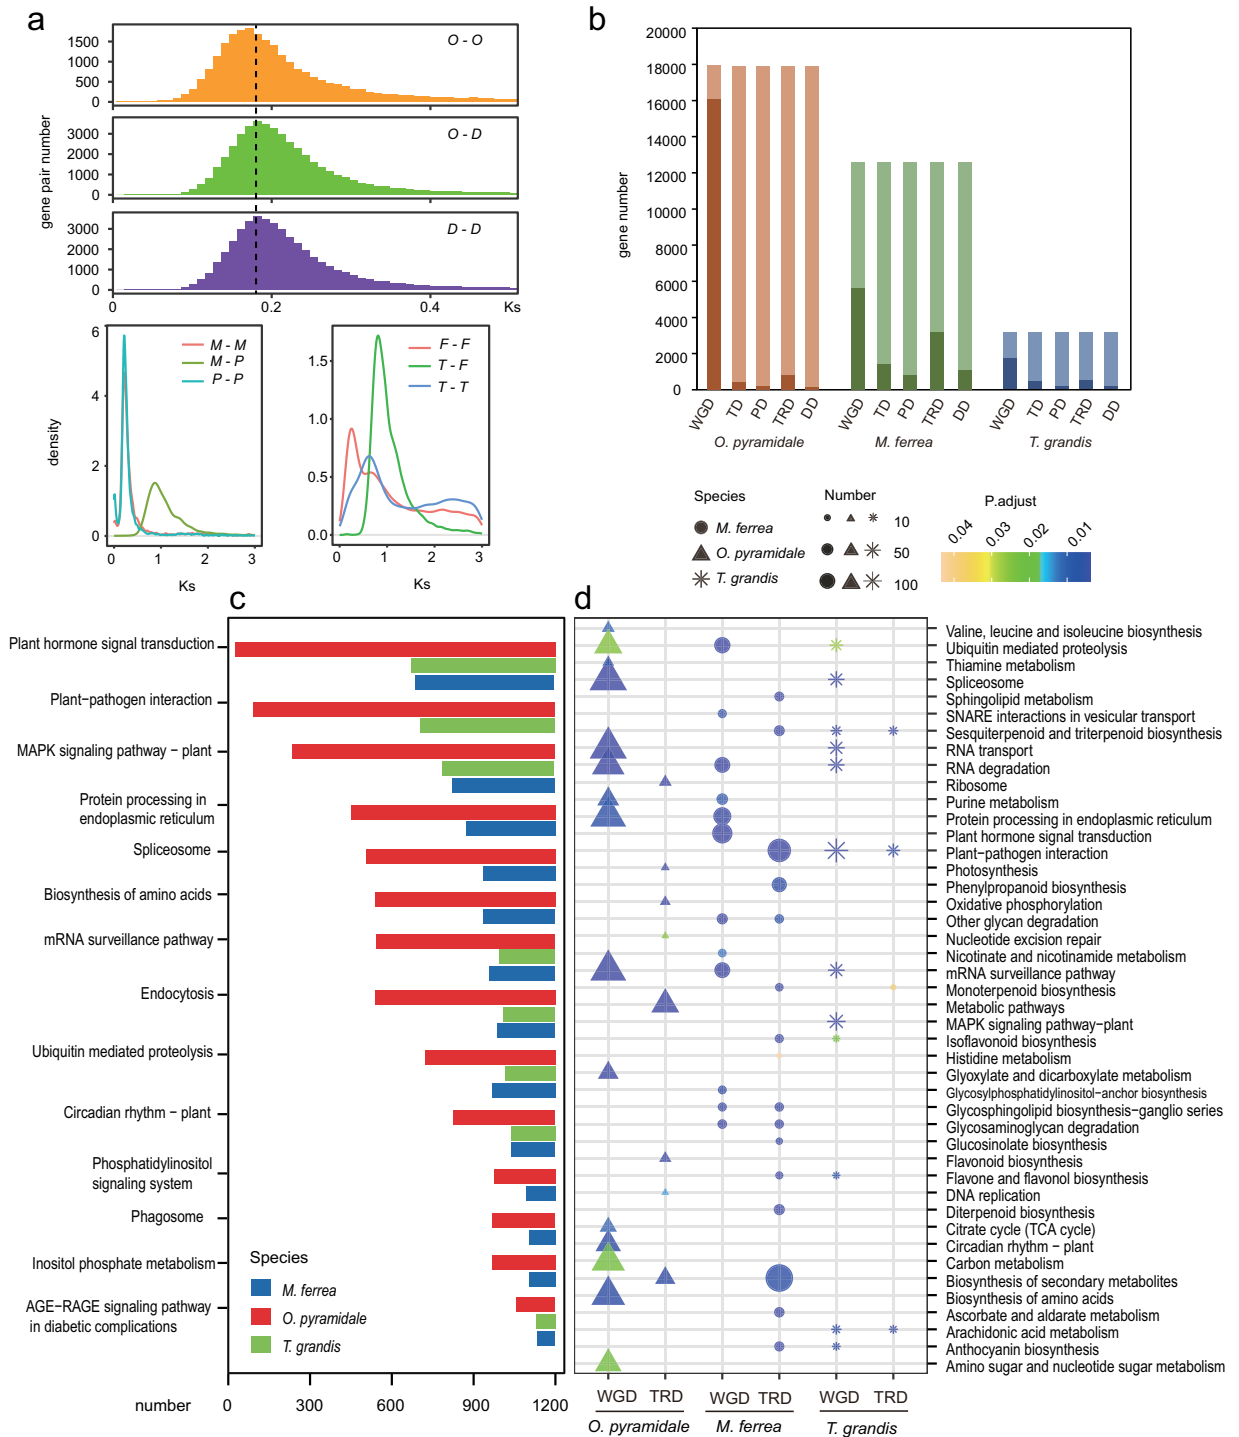 a
O - O
1500
1000
500
0
O - D
3000
2000
1000
0
D - D
3000
2000
1000
0
gene pair number
0
0.2
0.4
Ks
M - M
M - P
P - P
6
4
2
0
density
0
1
2
3
Ks
F - F
T - F
T - T
1.5
1.0
0.5
0.0
0
1
2
3
Ks
b
20000
18000
16000
14000
12000
10000
8000
6000
4000
2000
0
gene number
WGD
TD
PD
TRD
DD
WGD
TD
PD
TRD
DD
WGD
TD
PD
TRD
DD
O. pyramidale
M. ferrea
T. grandis
Species
M. ferrea
O. pyramidale
T. grandis
Number
10
50
100
P.adjust
0.04
0.03
0.02
0.01
c
Plant hormone signal transduction
Plant−pathogen interaction
MAPK signaling pathway − plant
Protein processing in
endoplasmic reticulum
Spliceosome
Biosynthesis of amino acids
mRNA surveillance pathway
Endocytosis
Ubiquitin mediated proteolysis
Circadian rhythm − plant
Phosphatidylinositol
signaling system
Phagosome
Inositol phosphate metabolism
AGE−RAGE signaling pathway
in diabetic complications
Species
M. ferrea
O. pyramidale
T. grandis
number
0
300
600
900
1200
d
Valine, leucine and isoleucine biosynthesis
Ubiquitin mediated proteolysis
Thiamine metabolism
Spliceosome
Sphingolipid metabolism
SNARE interactions in vesicular transport
Sesquiterpenoid and triterpenoid biosynthesis
RNA transport
RNA degradation
Ribosome
Purine metabolism
Protein processing in endoplasmic reticulum
Plant hormone signal transduction
Plant−pathogen interaction
Photosynthesis
Phenylpropanoid biosynthesis
Oxidative phosphorylation
Other glycan degradation
Nucleotide excision repair
Nicotinate and nicotinamide metabolism
mRNA surveillance pathway
Monoterpenoid biosynthesis
Metabolic pathways
MAPK signaling pathway−plant
Isoflavonoid biosynthesis
Histidine metabolism
Glyoxylate and dicarboxylate metabolism
Glycosylphosphatidylinositol−anchor biosynthesis
Glycosphingolipid biosynthesis−ganglio series
Glycosaminoglycan degradation
Glucosinolate biosynthesis
Flavonoid biosynthesis
Flavone and flavonol biosynthesis
DNA replication
Diterpenoid biosynthesis
Citrate cycle (TCA cycle)
Circadian rhythm − plant
Carbon metabolism
Biosynthesis of secondary metabolites
Biosynthesis of amino acids
Ascorbate and aldarate metabolism
Arachidonic acid metabolism
Anthocyanin biosynthesis
Amino sugar and nucleotide sugar metabolism
WGD TRD
WGD TRD
WGD TRD
O. pyramidale
M. ferrea
T. grandis